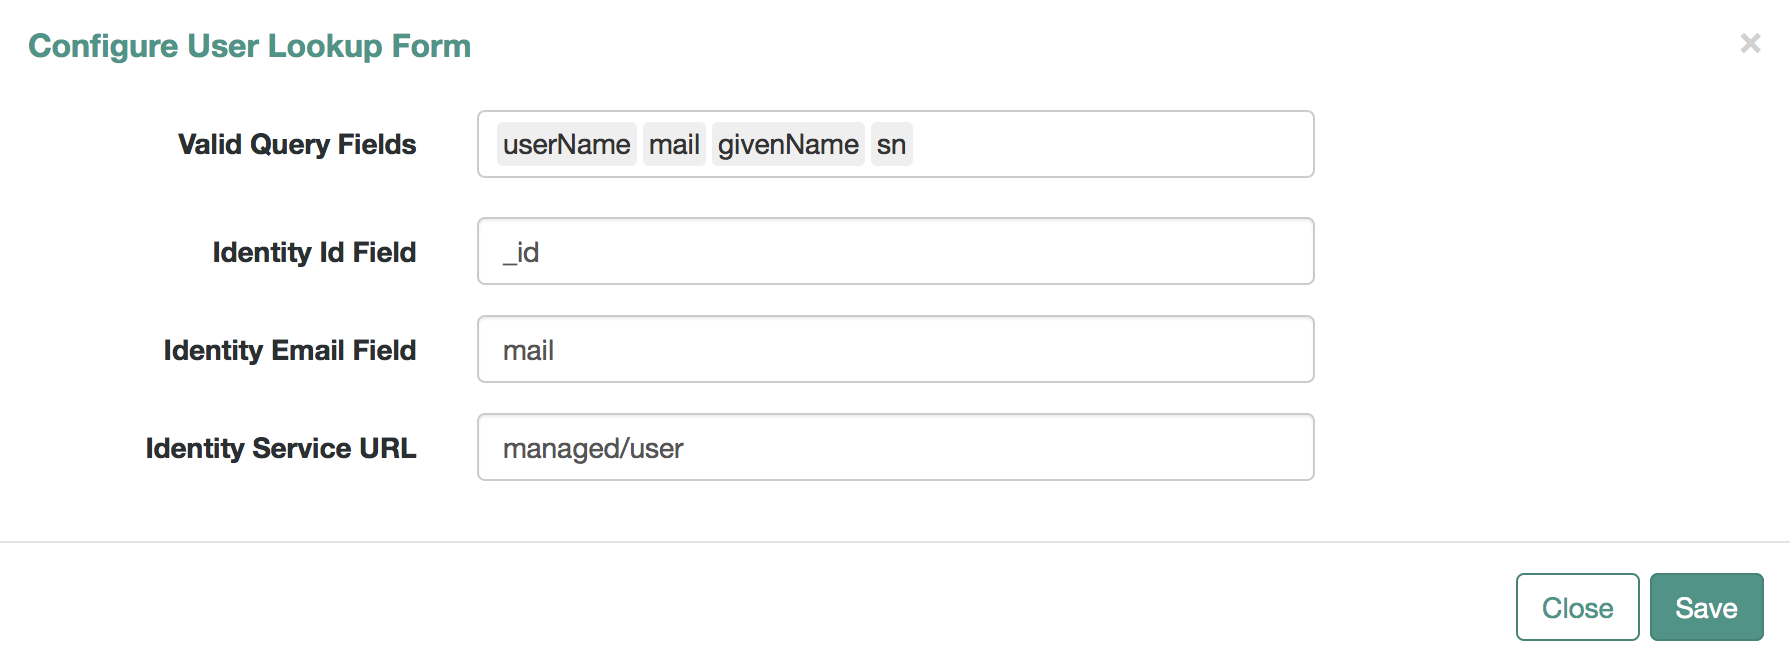 Configure User Lookup Form ×
Valid Query Fields userName mail givenName sn
Identity Id Field _id
Identity Email Field mail
Identity Service URL managed/user
Close Save